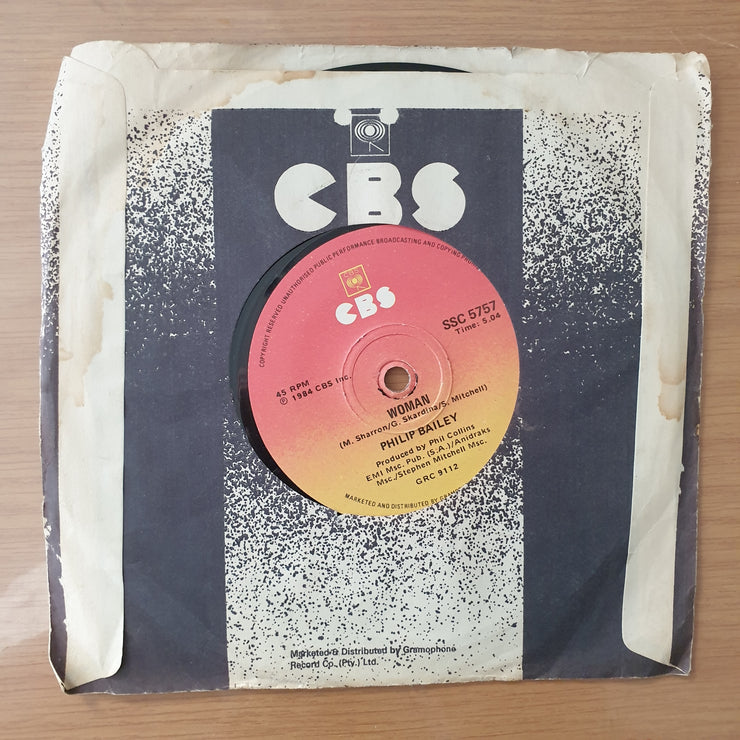 CBS
COPYRIGHT RESERVED UNAUTHORISED PUBLIC PERFORMANCE-BROADCASTING AND COPYING
CBS
CBS
SSC 5757
Time: 5.04
45 RPM
℗ 1984 CBS Inc.
WOMAN
(M. Sharron/G. Skardina/S. Mitchell)
PHILIP BAILEY
Produced by Phil Collins
EMI Msc. Pub. (S.A.)/Anidraks
Msc./Stephen Mitchell Msc.
GRC 9112
MARKETED AND DISTRIBUTED BY
Marketed & Distributed by Gramophone
Record Co. (Pty.) Ltd.